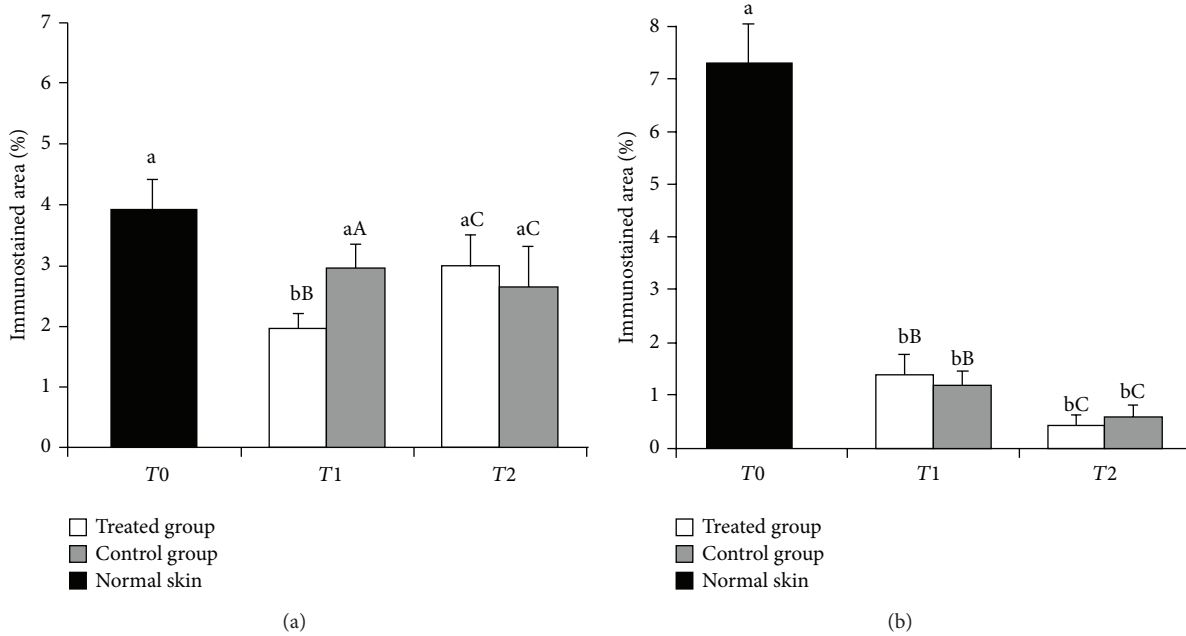 7
6
5
4
3
2
1
0
Immunostained area (%)
a
bB
aA
aC
aC
T0
T1
T2
Treated group
Control group
Normal skin
(a)
8
7
6
5
4
3
2
1
0
Immunostained area (%)
a
bB
bB
bC
bC
T0
T1
T2
Treated group
Control group
Normal skin
(b)